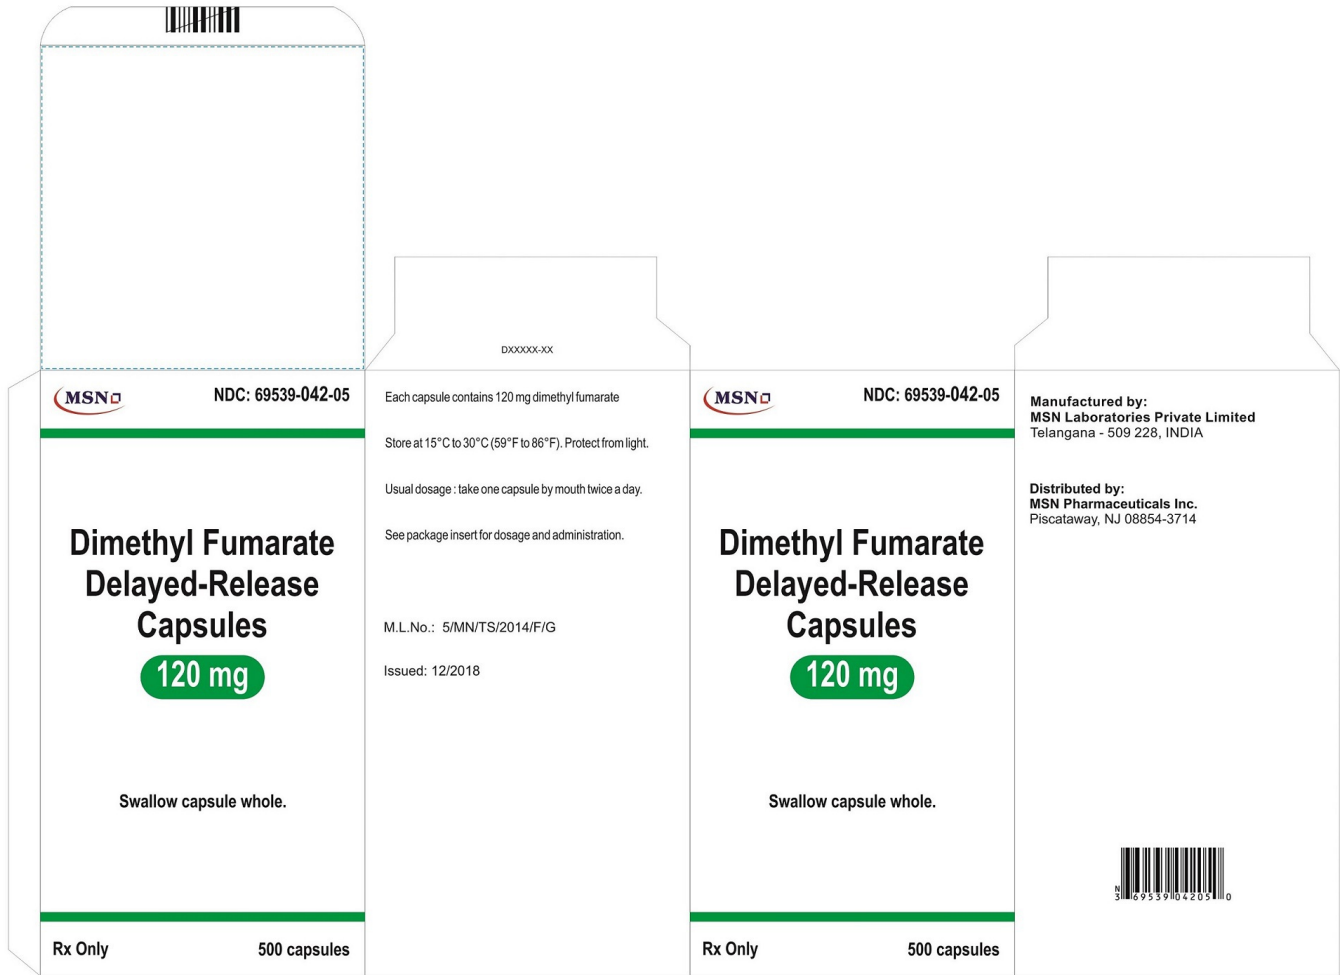 DXXXXX-XX
MSN
NDC: 69539-042-05
Dimethyl Fumarate
Delayed-Release
Capsules
120 mg
Swallow capsule whole.
Rx Only
500 capsules
Each capsule contains 120 mg dimethyl fumarate
Store at 15°C to 30°C (59°F to 86°F). Protect from light.
Usual dosage : take one capsule by mouth twice a day.
See package insert for dosage and administration.
M.L.No.: 5/MN/TS/2014/F/G
Issued: 12/2018
MSN
NDC: 69539-042-05
Dimethyl Fumarate
Delayed-Release
Capsules
120 mg
Swallow capsule whole.
Rx Only
500 capsules
Manufactured by:
MSN Laboratories Private Limited
Telangana - 509 228, INDIA
Distributed by:
MSN Pharmaceuticals Inc.
Piscataway, NJ 08854-3714
N
3 69539 04205 0